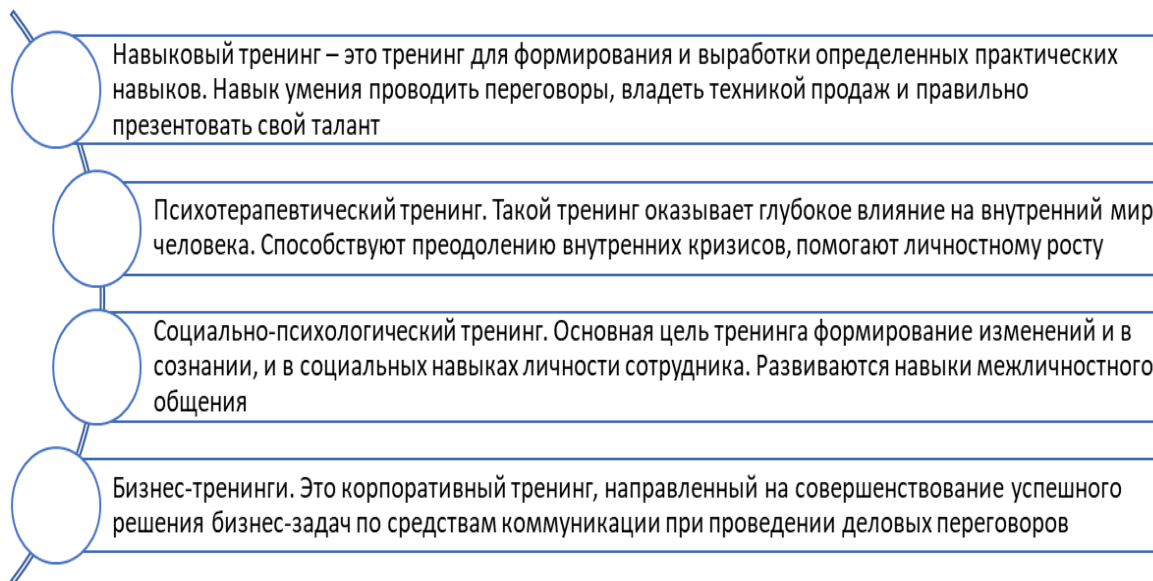 Навыковый тренинг – это тренинг для формирования и выработки определенных практических
навыков. Навык умения проводить переговоры, владеть техникой продаж и правильно
презентовать свой талант
Психотерапевтический тренинг. Такой тренинг оказывает глубокое влияние на внутренний мир
человека. Способствуют преодолению внутренних кризисов, помогают личностному росту
Социально-психологический тренинг. Основная цель тренинга формирование изменений и в
сознании, и в социальных навыках личности сотрудника. Развиваются навыки межличностного
общения
Бизнес-тренинги. Это корпоративный тренинг, направленный на совершенствование успешного
решения бизнес-задач по средствам коммуникации при проведении деловых переговоров